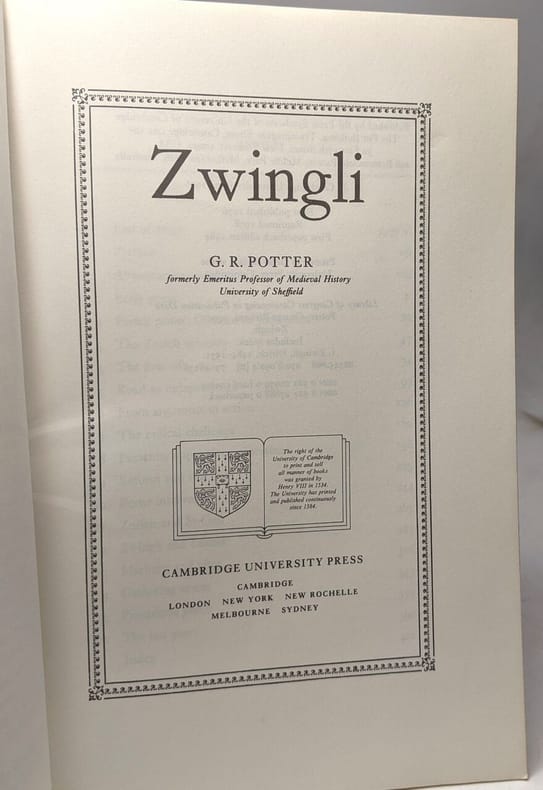 Zwingli
G. R. POTTER
formerly Emeritus Professor of Medieval History
University of Sheffield
The right of the
University of Cambridge
to print and sell
all manner of books
was granted by
Henry VIII in 1534.
The University has printed
and published continuously
since 1584.
CAMBRIDGE UNIVERSITY PRESS
CAMBRIDGE
LONDON NEW YORK NEW ROCHELLE
MELBOURNE SYDNEY